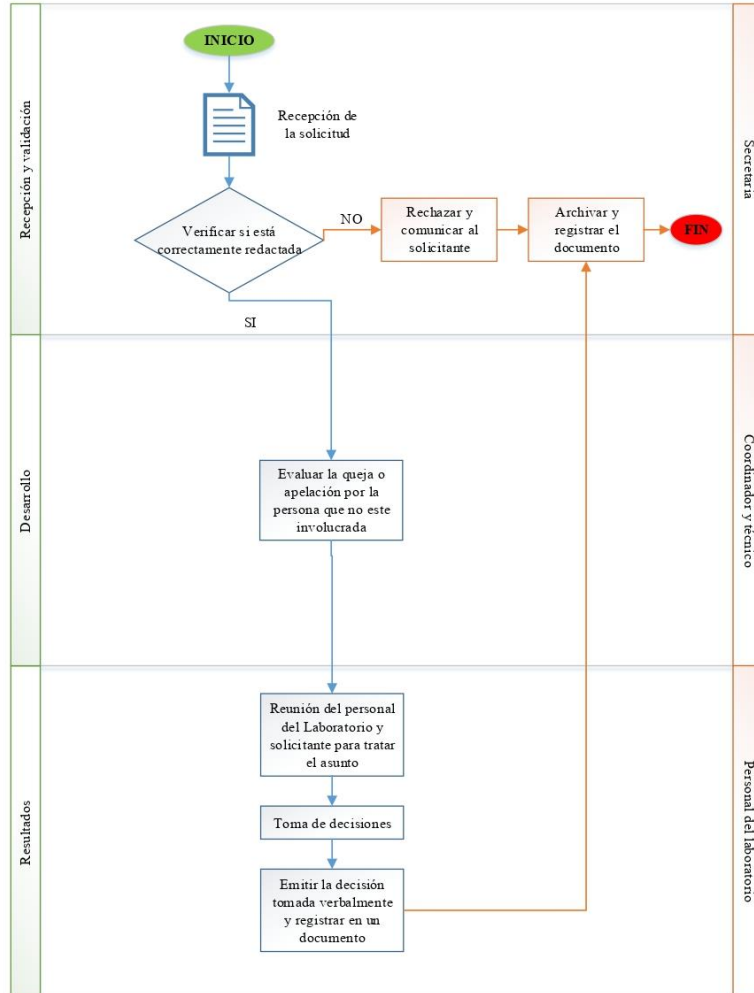 INICIO
Recepción y validación
Secretaria
Recepción de
la solicitud
Verificar si está
correctamente redactada
NO
Rechazar y
comunicar al
solicitante
Archivar y
registrar el
documento
FIN
SI
Desarrollo
Coordinador y técnico
Evaluar la queja o
apelación por la
persona que no este
involucrada
Resultados
Personal del laboratorio
Reunión del personal
del Laboratorio y
solicitante para tratar
el asunto
Toma de decisiones
Emitir la decisión
tomada verbalmente
y registrar en un
documento